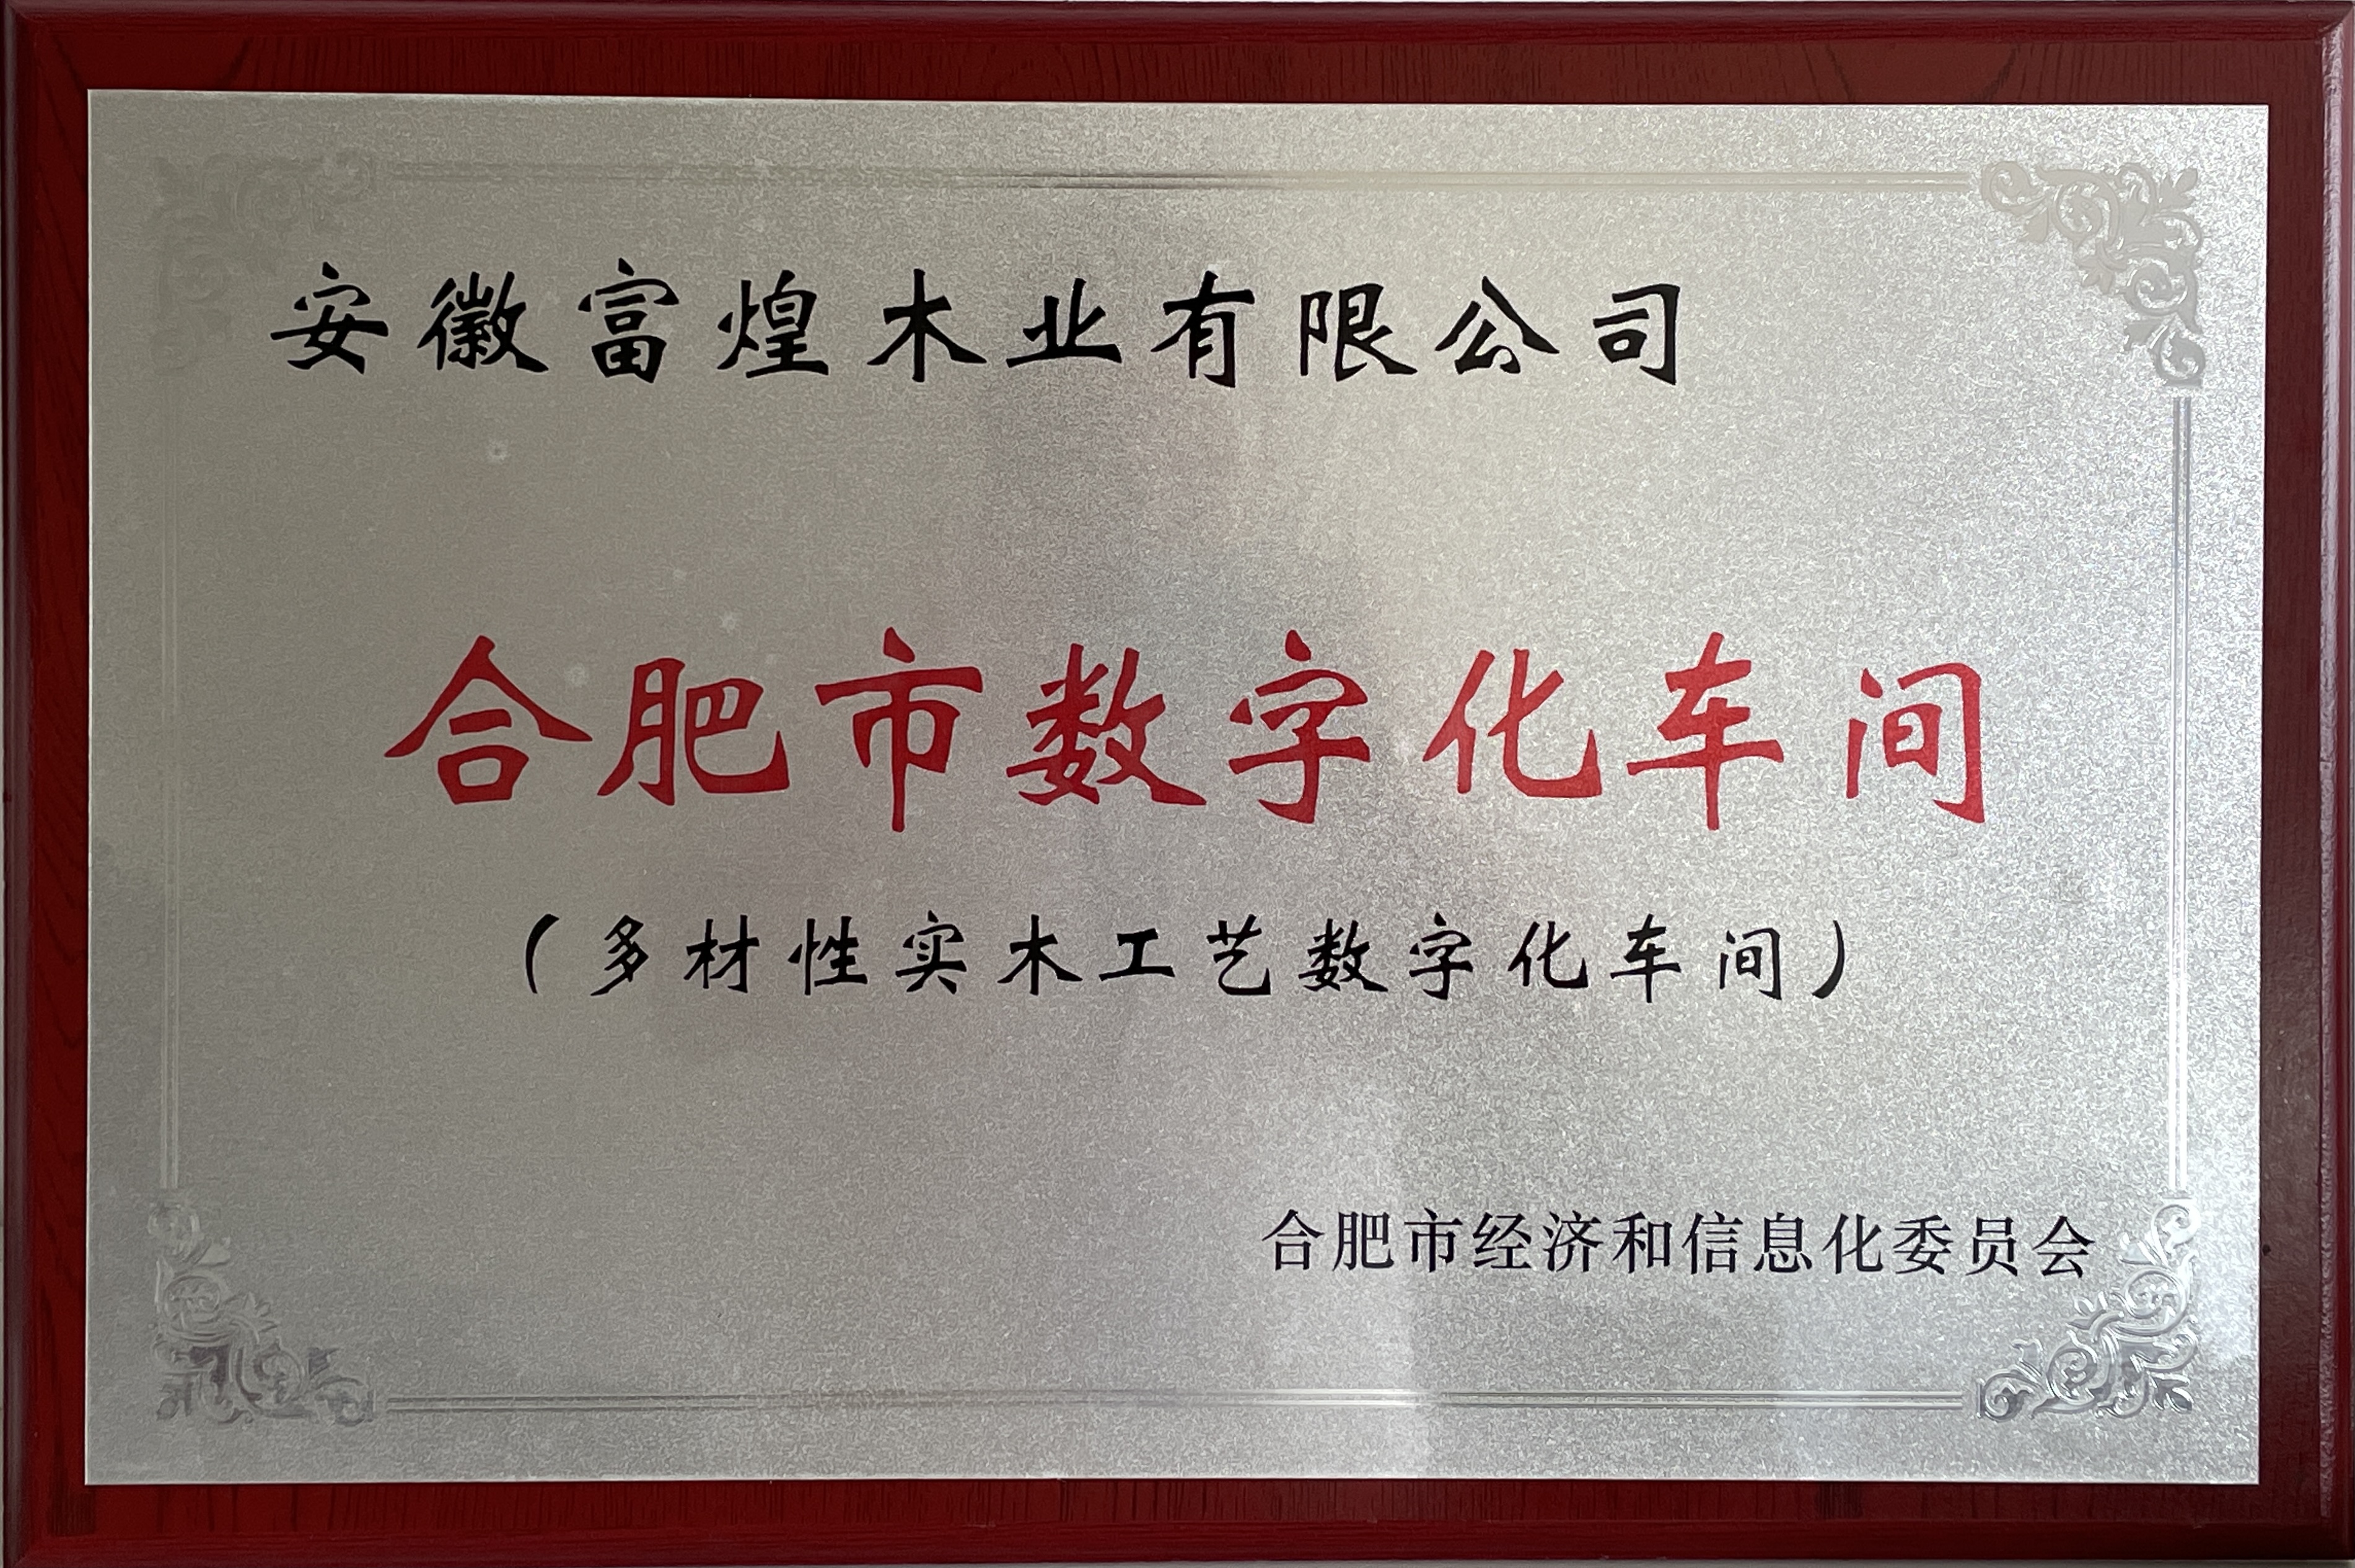 安徽富煌木业有限公司
合肥市数字化车间
（多材性实木工艺数字化车间）
合肥市经济和信息化委员会